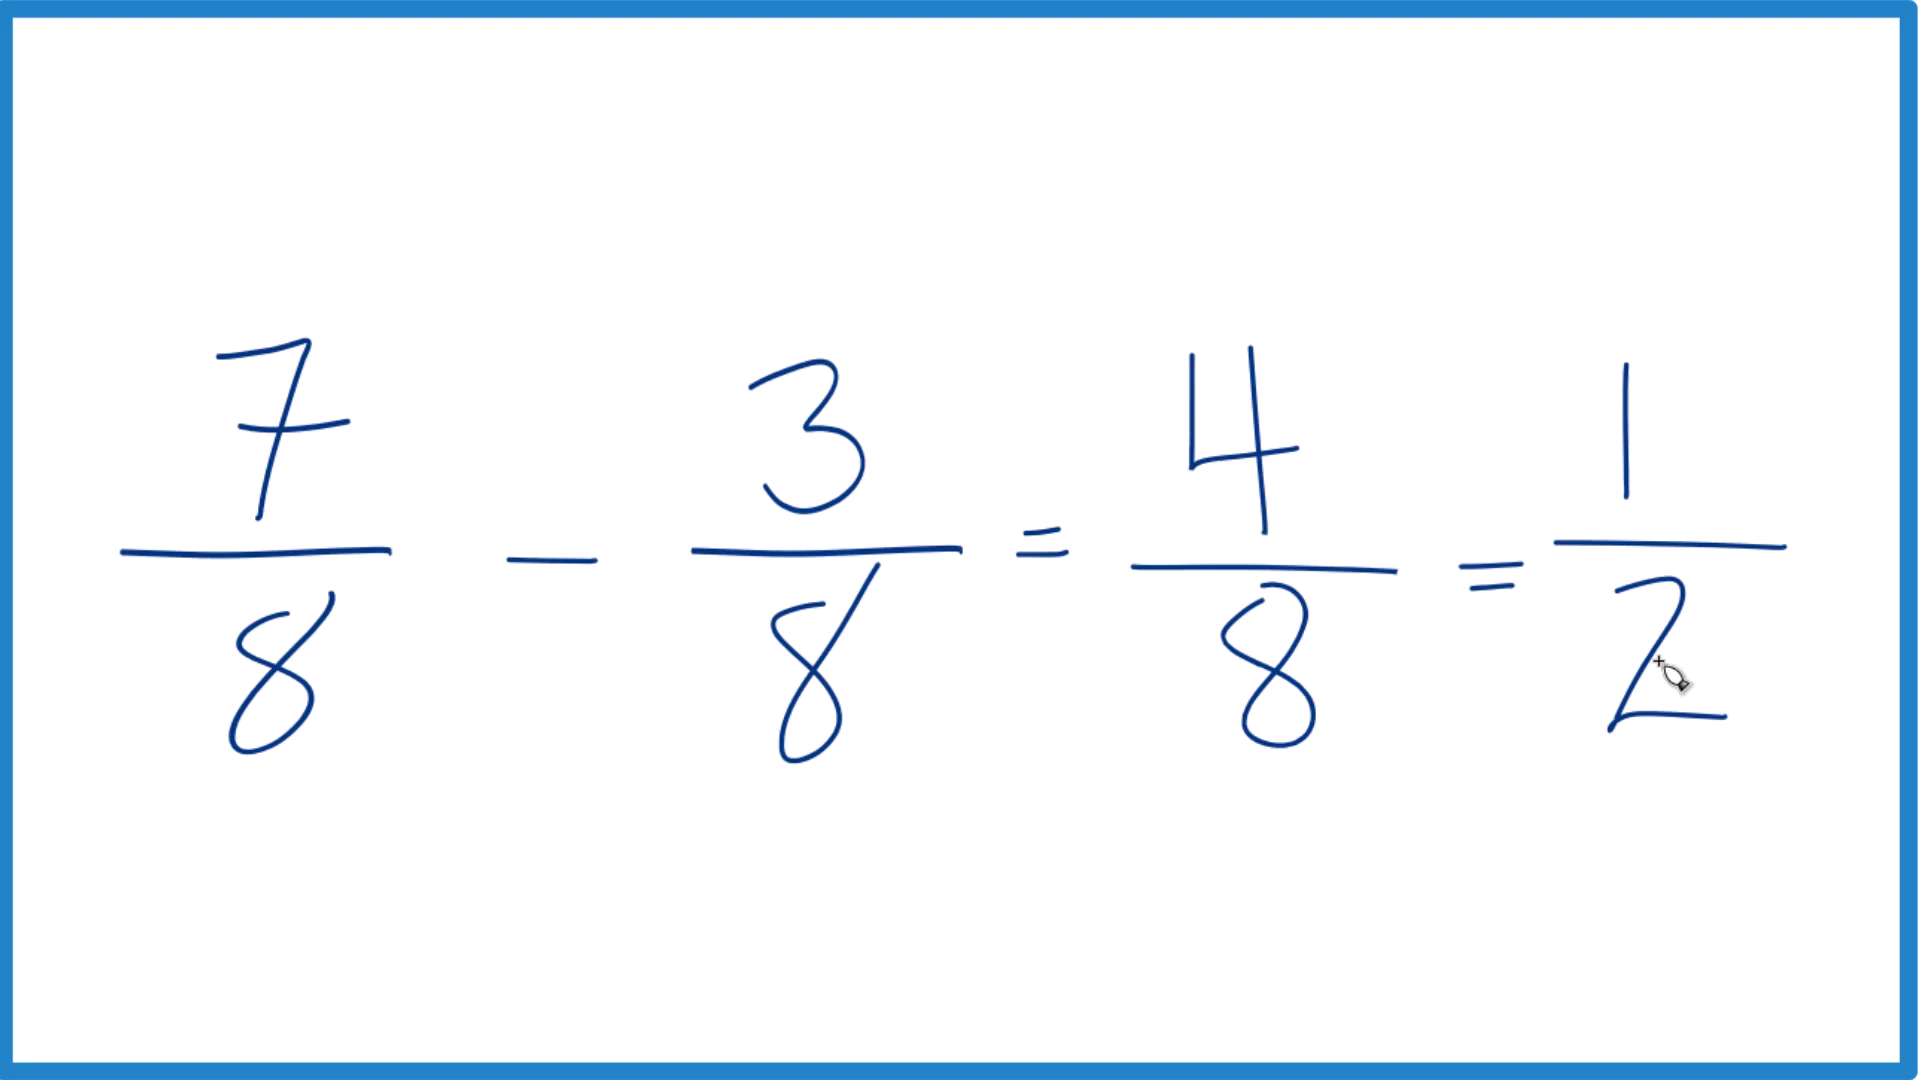 7/8 - 3/8 = 4/8 = 1/2